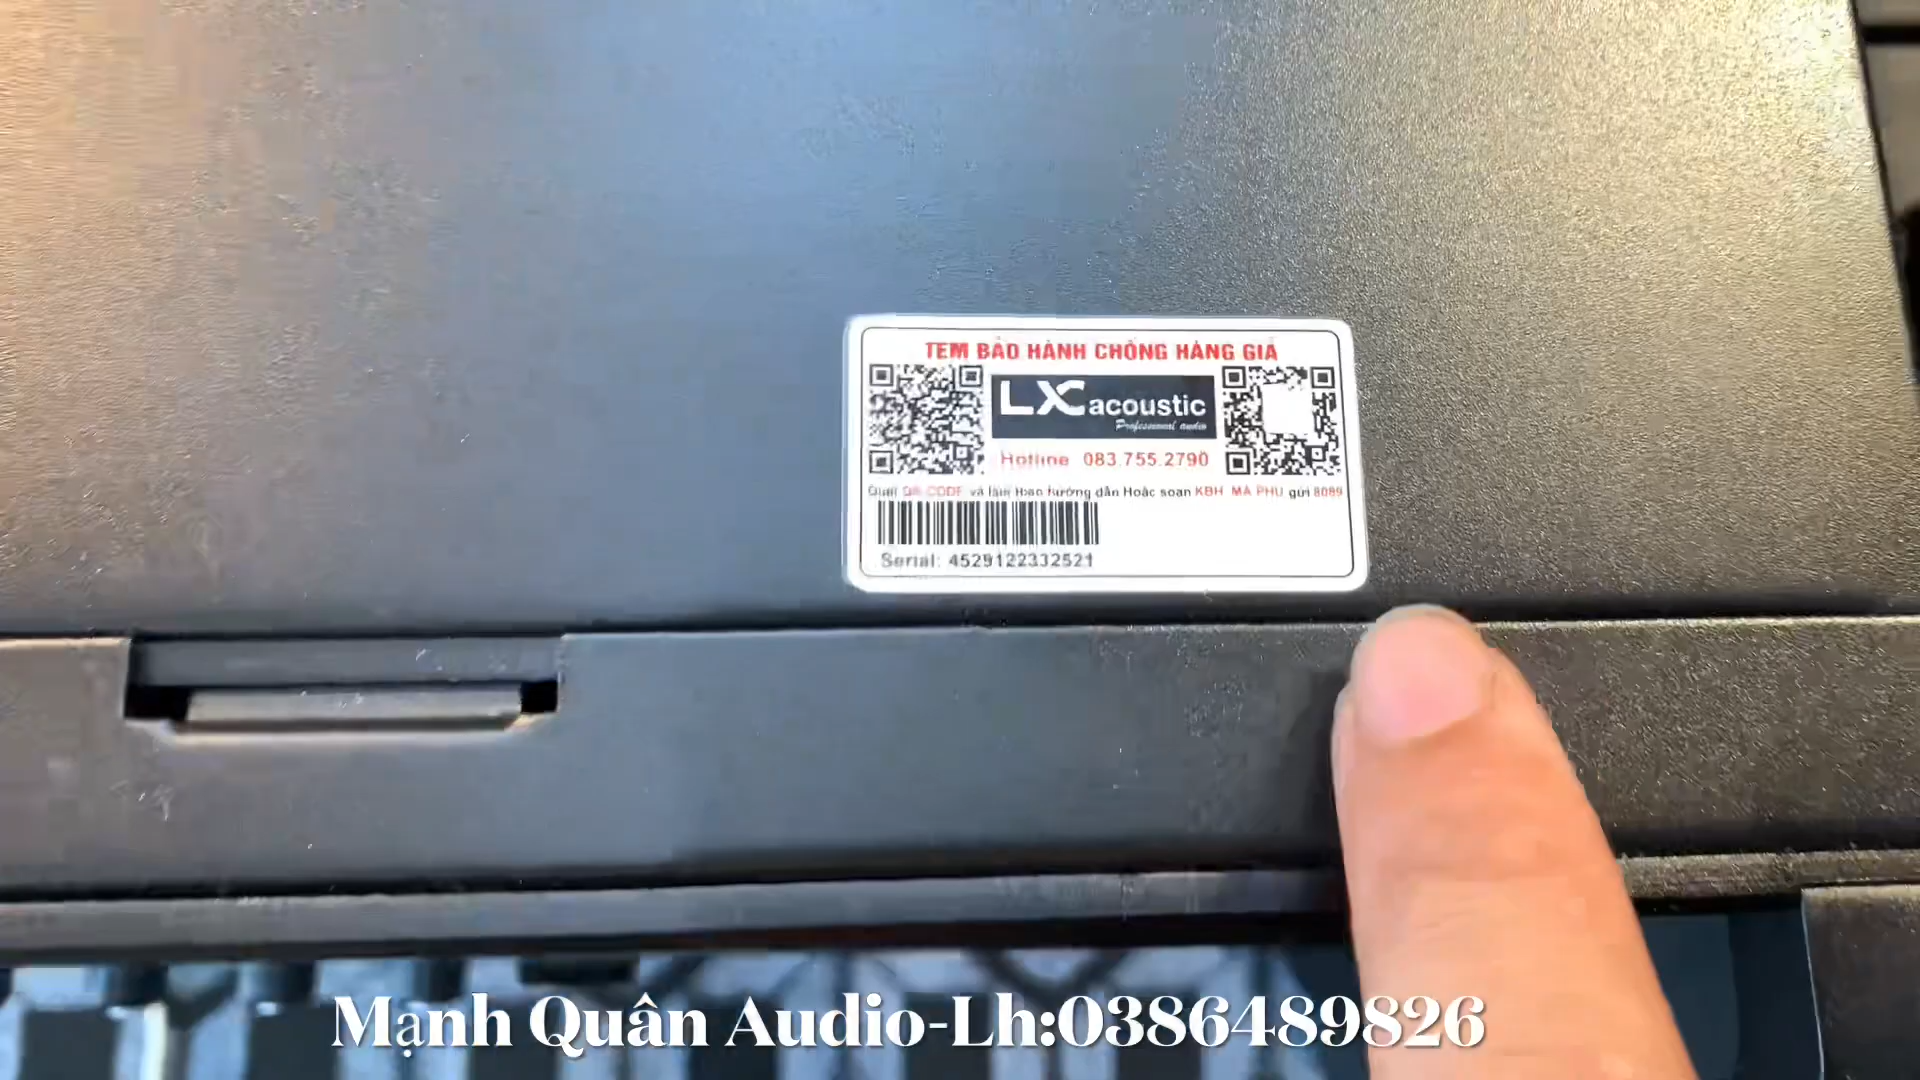 TEM BẢO HÀNH CHỐNG HÀNG GIẢ
LXacoustic
Professional audio
Hotline 083.755.2790
Quét QR CODE và làm theo hướng dẫn Hoặc soạn KBH MÃ PHỦ gửi 8089
Serial: 4529122332521
Mạnh Quân Audio-Lh:0386489826